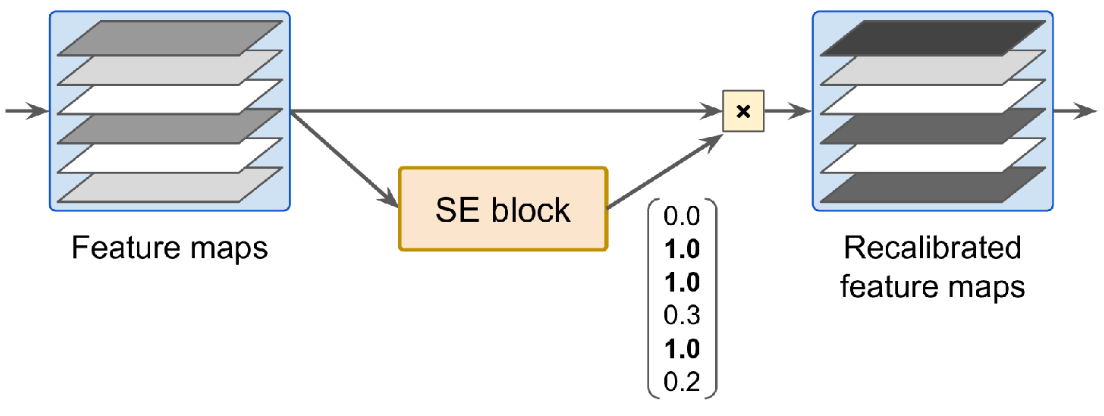 ×
SE block
Feature maps
Recalibrated
feature maps
0.0
1.0
1.0
0.3
1.0
0.2